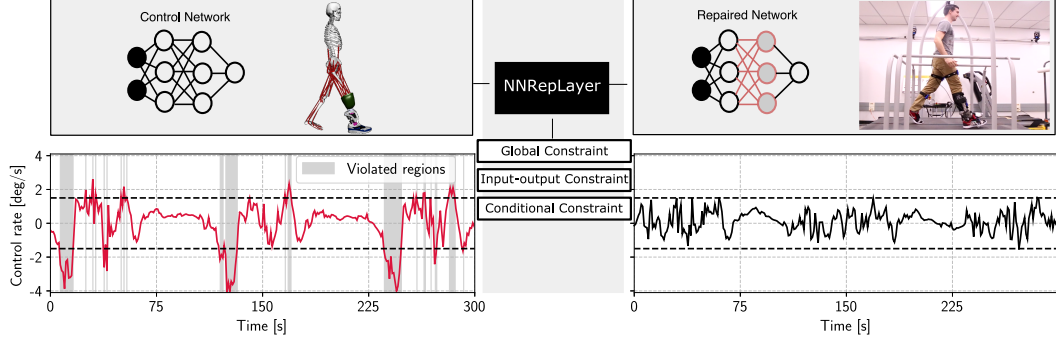 Control Network
Repaired Network
NNRepLayer
Global Constraint
Input-output Constraint
Conditional Constraint
Control rate [deg/s]
4
2
0
-2
-4
Violated regions
0
75
150
225
300
Time [s]
0
75
150
225
Time [s]